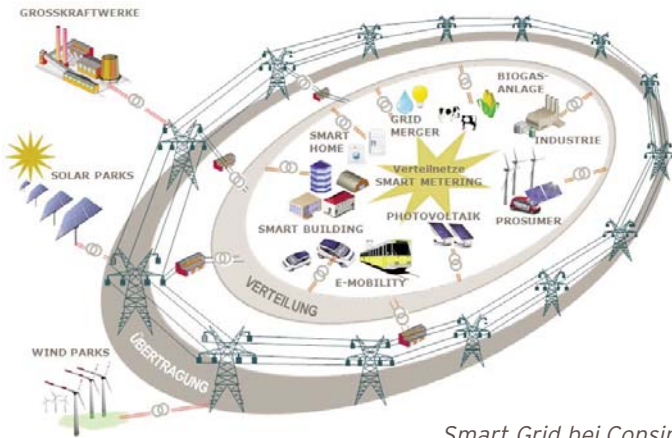 GROSSKRAFTWERKE
SOLAR PARKS
WIND PARKS
ÜBERTRAGUNG
VERTEILUNG
BIOGAS-
ANLAGE
GRID
MERGER
SMART
HOME
INDUSTRIE
Verteilnetze
SMART METERING
PROSUMER
PHOTOVOLTAIK
SMART BUILDING
E-MOBILITY
Smart Grid bei